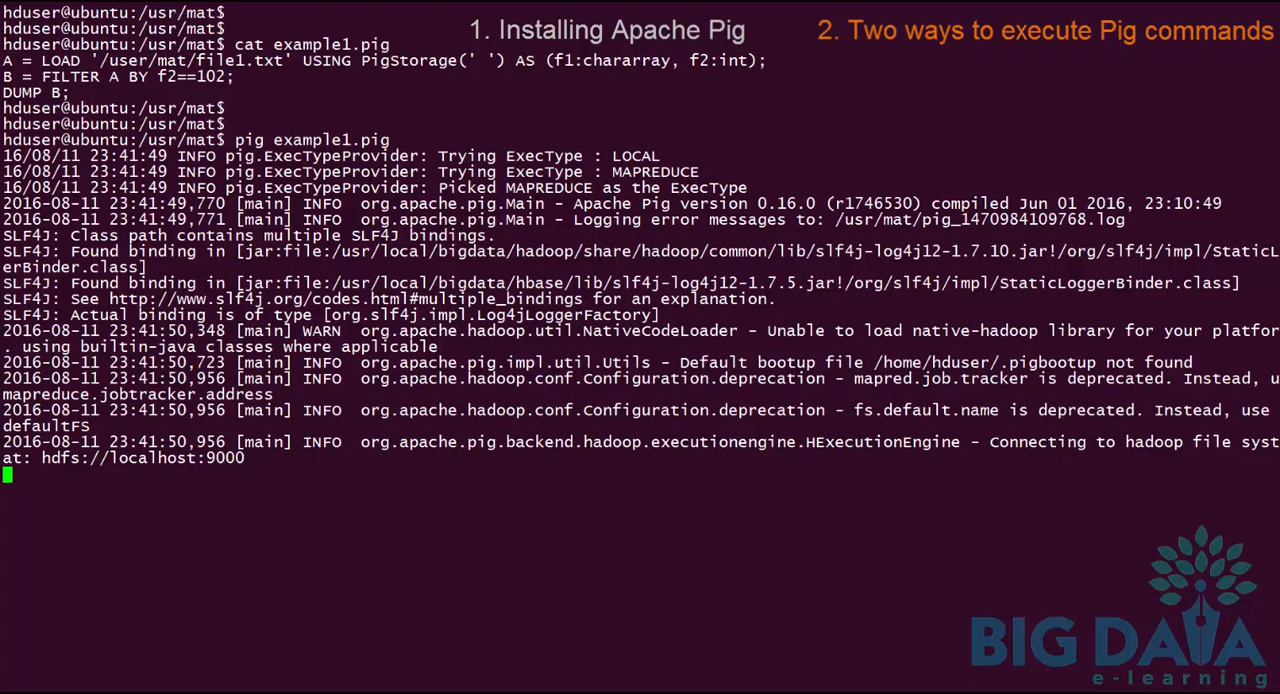 hduser@ubuntu:/usr/mat$
hduser@ubuntu:/usr/mat$
1. Installing Apache Pig
2. Two ways to execute Pig commands
hduser@ubuntu:/usr/mat$ cat example1.pig
A = LOAD '/user/mat/file1.txt' USING PigStorage(' ') AS (f1:chararray, f2:int);
B = FILTER A BY f2==102;
DUMP B;
hduser@ubuntu:/usr/mat$
hduser@ubuntu:/usr/mat$
hduser@ubuntu:/usr/mat$ pig example1.pig
16/08/11 23:41:49 INFO pig.ExecTypeProvider: Trying ExecType : LOCAL
16/08/11 23:41:49 INFO pig.ExecTypeProvider: Trying ExecType : MAPREDUCE
16/08/11 23:41:49 INFO pig.ExecTypeProvider: Picked MAPREDUCE as the ExecType
2016-08-11 23:41:49,770 [main] INFO  org.apache.pig.Main - Apache Pig version 0.16.0 (r1746530) compiled Jun 01 2016, 23:10:49
2016-08-11 23:41:49,771 [main] INFO  org.apache.pig.Main - Logging error messages to: /usr/mat/pig_1470984109768.log
SLF4J: Class path contains multiple SLF4J bindings.
SLF4J: Found binding in [jar:file:/usr/local/bigdata/hadoop/share/hadoop/common/lib/slf4j-log4j12-1.7.10.jar!/org/slf4j/impl/StaticL
erBinder.class]
SLF4J: Found binding in [jar:file:/usr/local/bigdata/hbase/lib/slf4j-log4j12-1.7.5.jar!/org/slf4j/impl/StaticLoggerBinder.class]
SLF4J: See http://www.slf4j.org/codes.html#multiple_bindings for an explanation.
SLF4J: Actual binding is of type [org.slf4j.impl.Log4jLoggerFactory]
2016-08-11 23:41:50,348 [main] WARN  org.apache.hadoop.util.NativeCodeLoader - Unable to load native-hadoop library for your platfor
. using builtin-java classes where applicable
2016-08-11 23:41:50,723 [main] INFO  org.apache.pig.impl.util.Utils - Default bootup file /home/hduser/.pigbootup not found
2016-08-11 23:41:50,956 [main] INFO  org.apache.hadoop.conf.Configuration.deprecation - mapred.job.tracker is deprecated. Instead, u
mapreduce.jobtracker.address
2016-08-11 23:41:50,956 [main] INFO  org.apache.hadoop.conf.Configuration.deprecation - fs.default.name is deprecated. Instead, use
defaultFS
2016-08-11 23:41:50,956 [main] INFO  org.apache.pig.backend.hadoop.executionengine.HExecutionEngine - Connecting to hadoop file syst
at: hdfs://localhost:9000
BIG DATA
e-learning